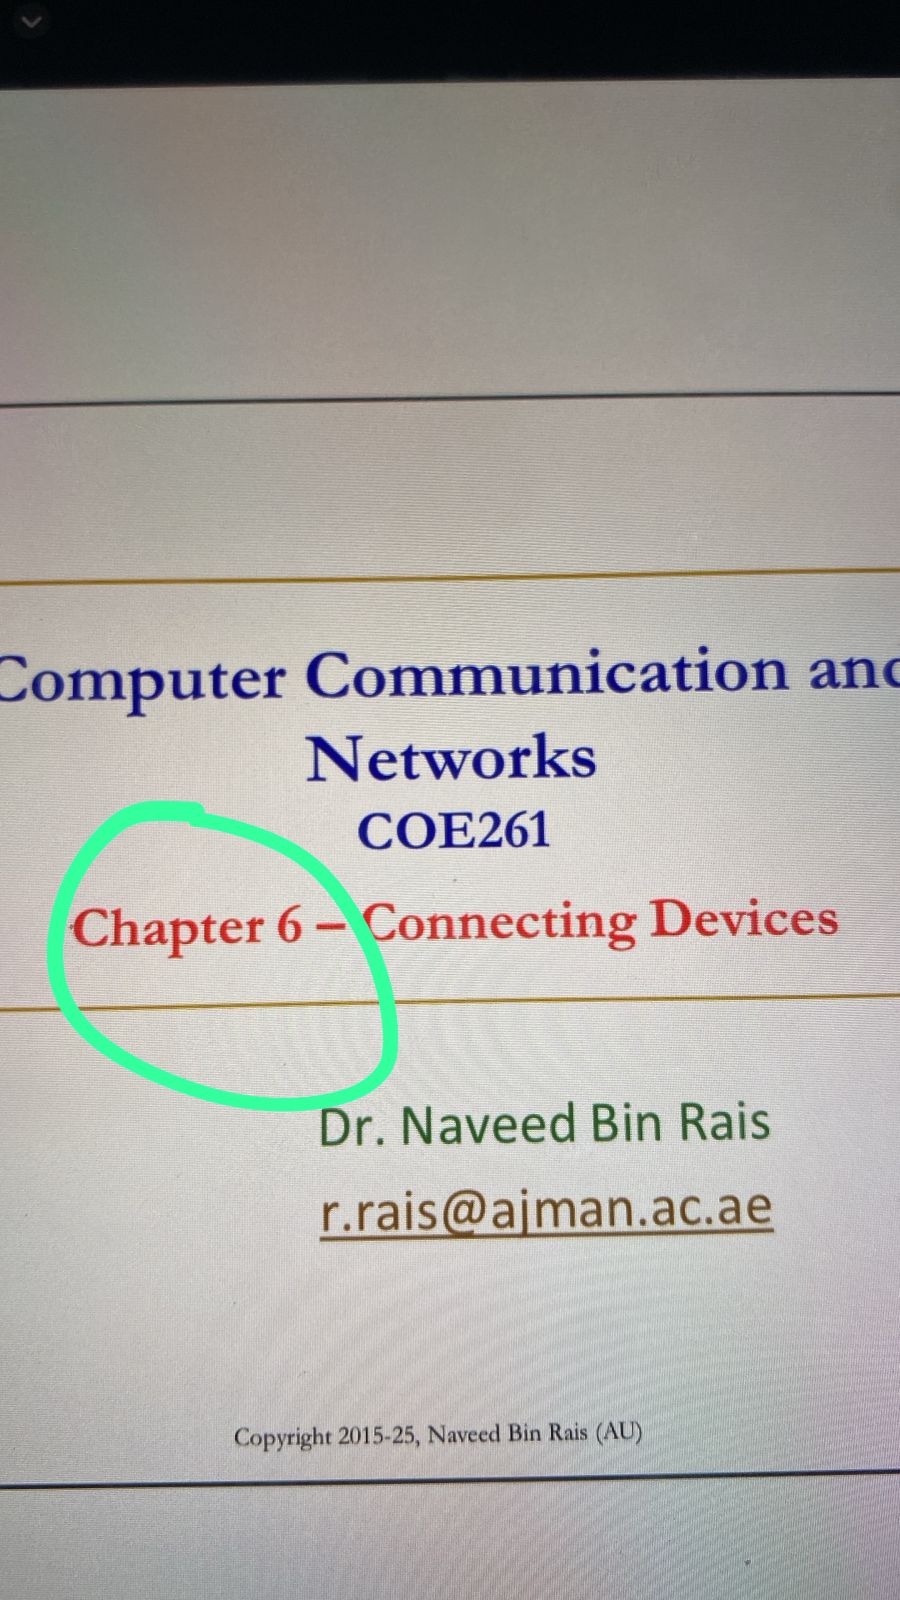 Computer Communication and
Networks
COE261
Chapter 6 – Connecting Devices
Dr. Naveed Bin Rais
r.rais@ajman.ac.ae
Copyright 2015-25, Naveed Bin Rais (AU)